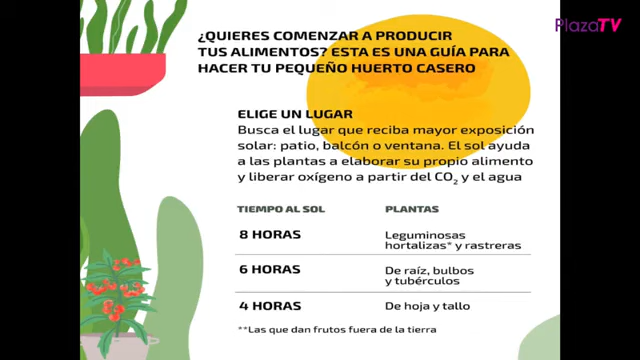 PlazaTV
¿QUIERES COMENZAR A PRODUCIR
TUS ALIMENTOS? ESTA ES UNA GUÍA PARA
HACER TU PEQUEÑO HUERTO CASERO
ELIGE UN LUGAR
Busca el lugar que reciba mayor exposición
solar: patio, balcón o ventana. El sol ayuda
a las plantas a elaborar su propio alimento
y liberar oxígeno a partir del CO₂ y el agua
TIEMPO AL SOL PLANTAS
8 HORAS Leguminosas
hortalizas* y rastreras
6 HORAS De raíz, bulbos
y tubérculos
4 HORAS De hoja y tallo
**Las que dan frutos fuera de la tierra